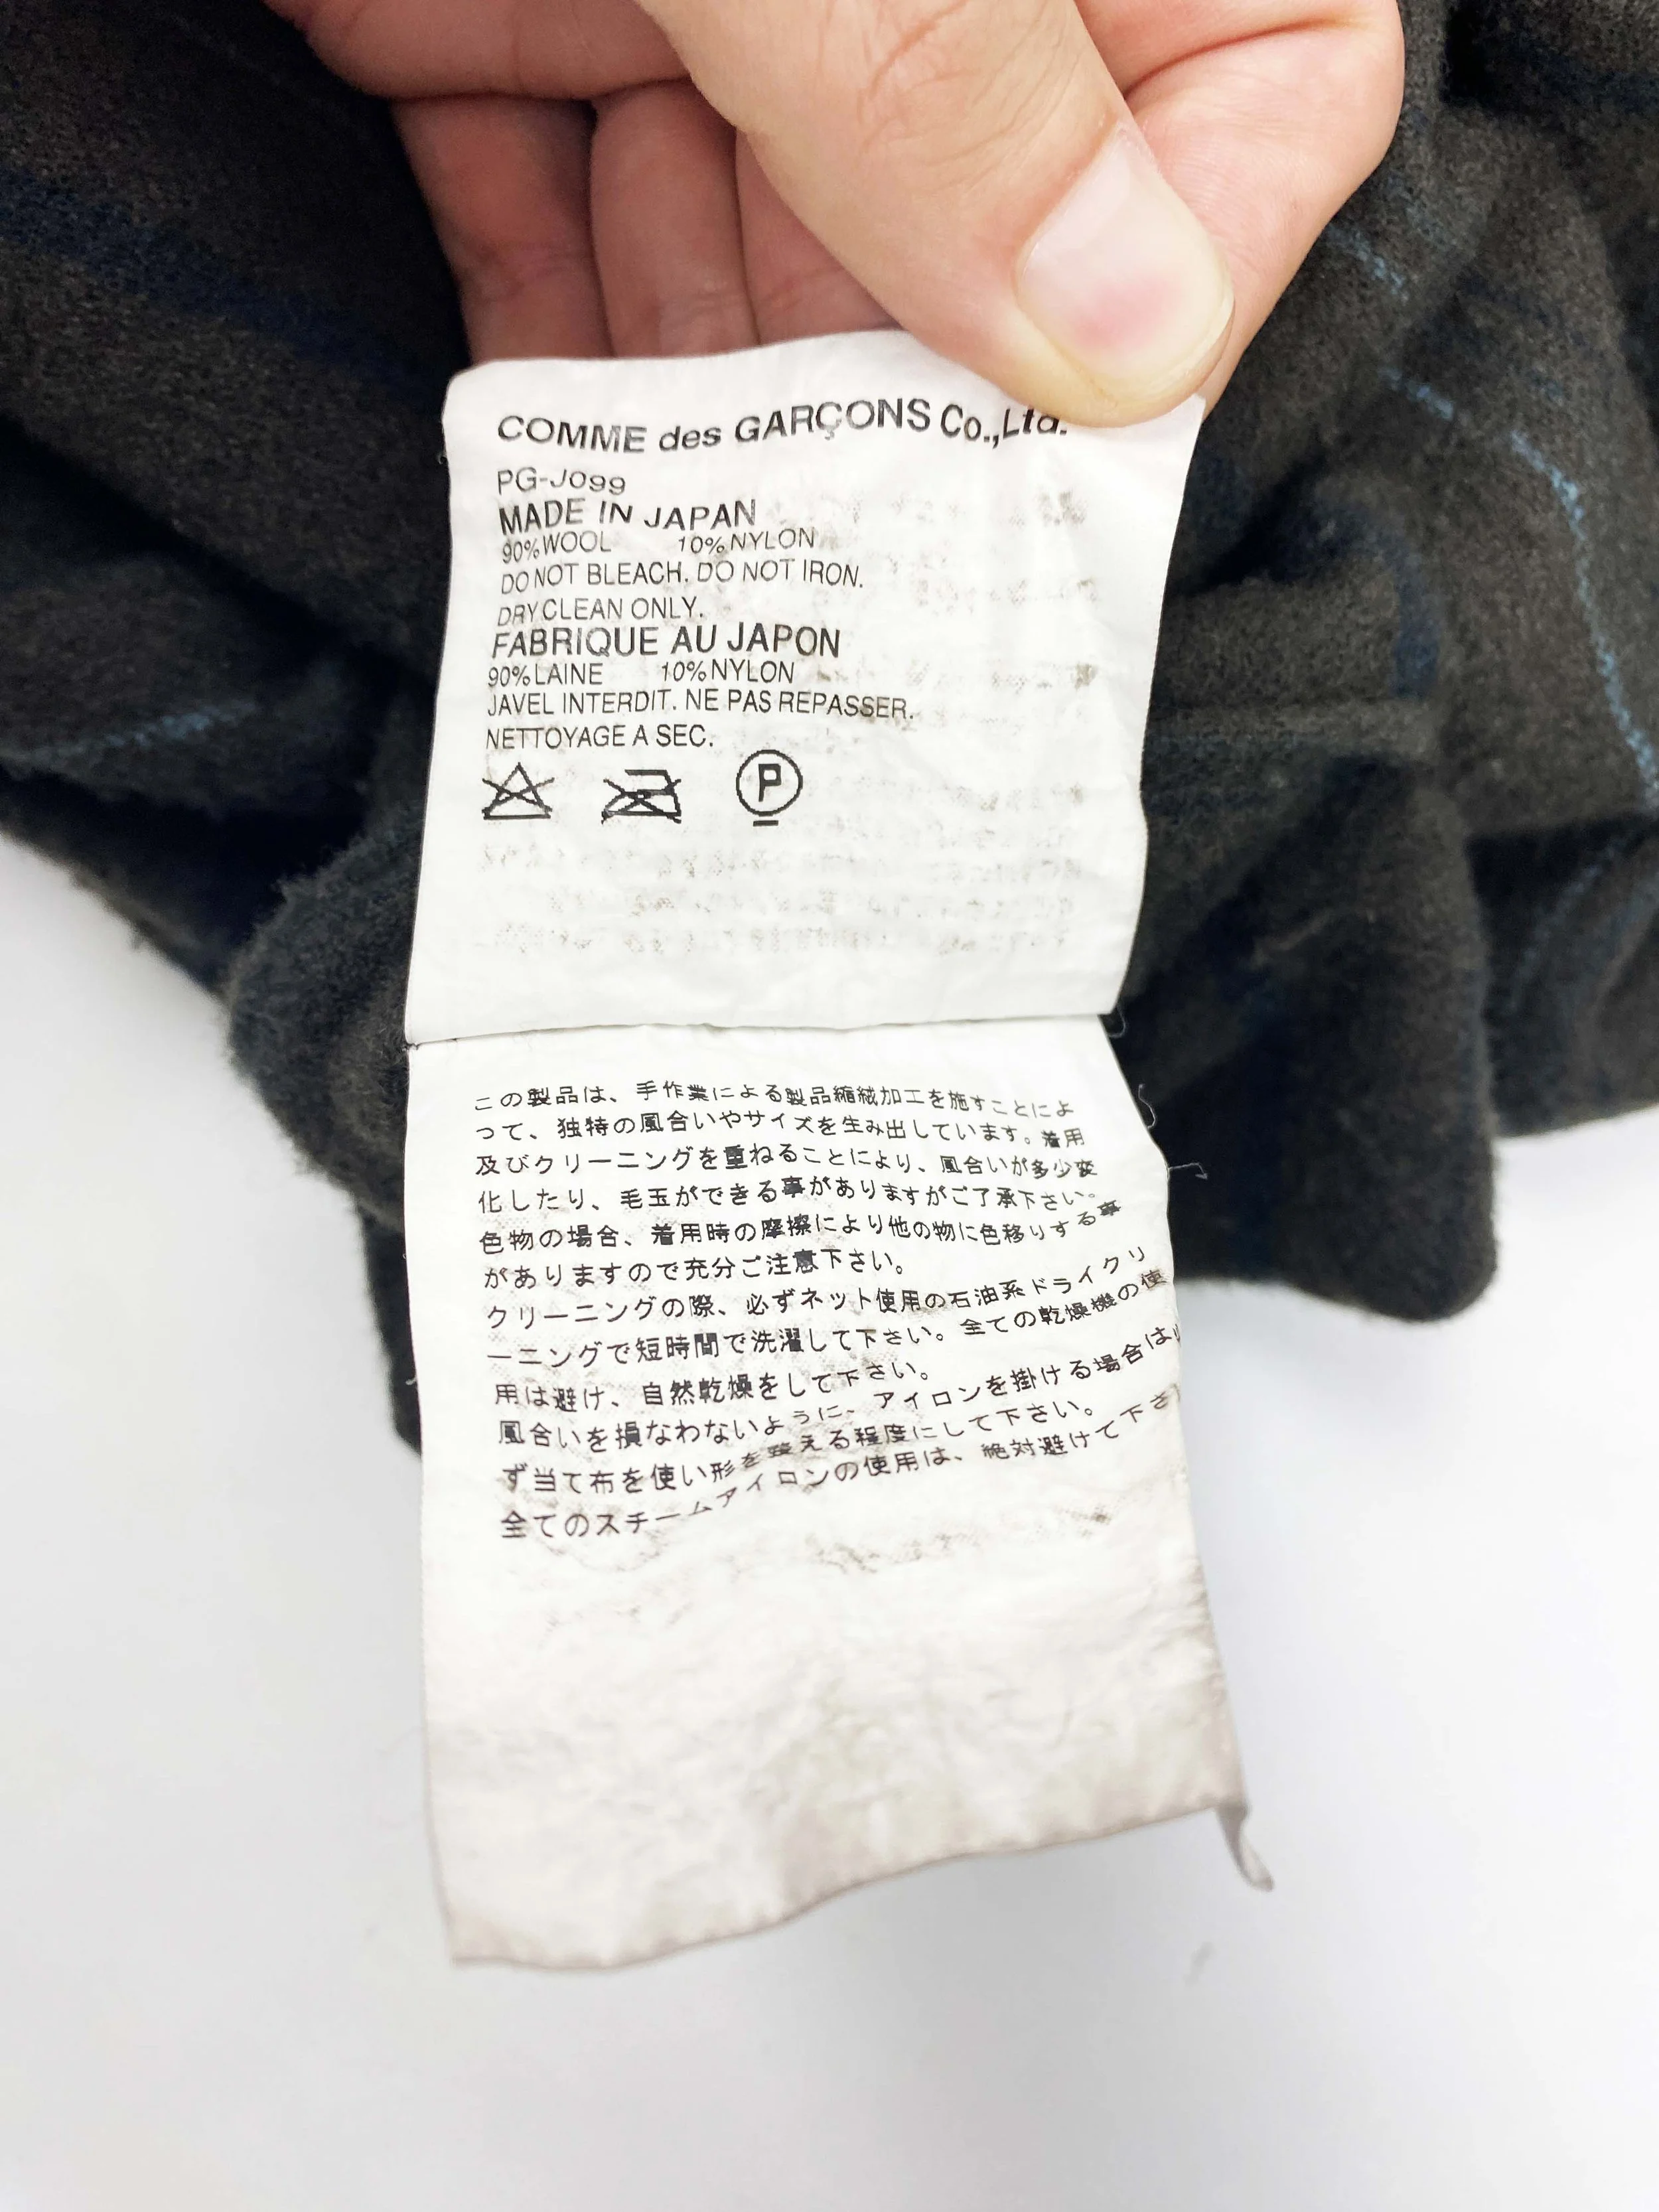 COMME des GARÇONS Co.,Ltd.
PG-J099
MADE IN JAPAN
90%WOOL 10%NYLON
DO NOT BLEACH. DO NOT IRON.
DRY CLEAN ONLY.
FABRIQUE AU JAPON
90%LAINE 10%NYLON
JAVEL INTERDIT. NE PAS REPASSER.
NETTOYAGE A SEC.
P
この製品は、手作業による製品縮絨加工を施すことによ
って、独特の風合いやサイズを生み出しています。着用
及びクリーニングを重ねることにより、風合いが多少変
化したり、毛玉ができる事がありますがご了承下さい。
色物の場合、着用時の摩擦により他の物に色移りする事
がありますので充分ご注意下さい。
クリーニングの際、必ずネット使用の石油系ドライクリ
ーニングで短時間で洗濯して下さい。全ての乾燥機の使
用は避け、自然乾燥をして下さい。
風合いを損なわないように、アイロンを掛ける場合は必
ず当て布を使い形を整える程度にして下さい。
全てのスチームアイロンの使用は、絶対避けて下さ